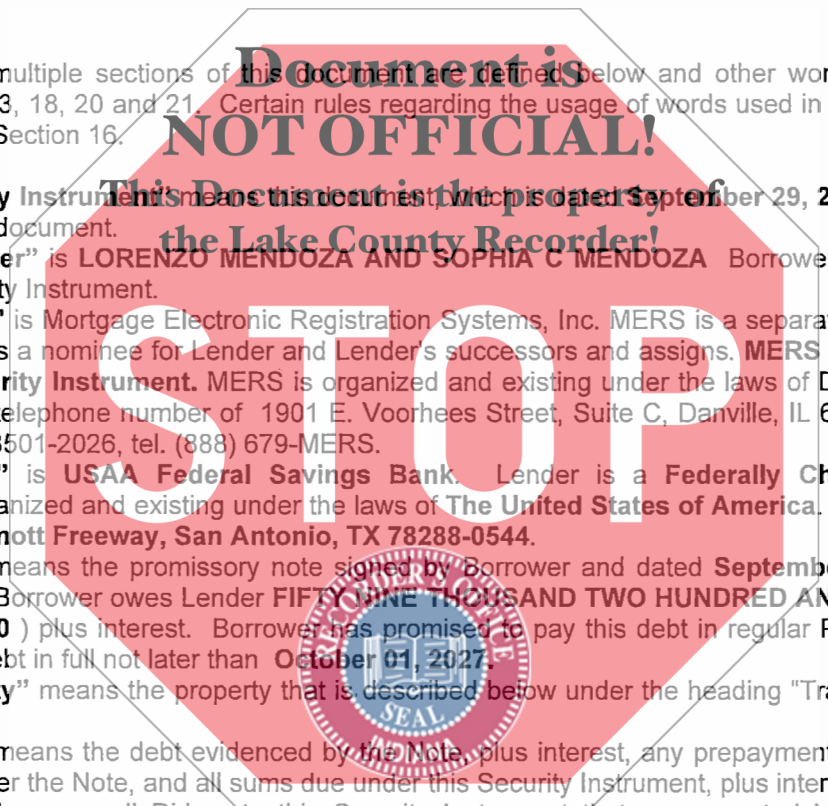 Document is
NOT OFFICIAL!
This Document is the property of
the Lake County Recorder!
STOP
multiple sections of this document are defined below and other wor
3, 18, 20 and 21. Certain rules regarding the usage of words used in
Section 16.
y Instrument” means this document, which is dated September 29, 2
document.
er” is LORENZO MENDOZA AND SOPHIA C MENDOZA Borrowe
ty Instrument.
” is Mortgage Electronic Registration Systems, Inc. MERS is a separa
s a nominee for Lender and Lender's successors and assigns. MERS
rity Instrument. MERS is organized and existing under the laws of D
elephone number of 1901 E. Voorhees Street, Suite C, Danville, IL 6
501-2026, tel. (888) 679-MERS.
” is USAA Federal Savings Bank. Lender is a Federally Ch
anized and existing under the laws of The United States of America.
nott Freeway, San Antonio, TX 78288-0544.
means the promissory note signed by Borrower and dated Septembe
Borrower owes Lender FIFTY NINE THOUSAND TWO HUNDRED AN
0 ) plus interest. Borrower has promised to pay this debt in regular P
bt in full not later than October 01, 2027.
y” means the property that is described below under the heading "Tra
means the debt evidenced by the Note, plus interest, any prepayment
er the Note, and all sums due under this Security Instrument, plus inter
RECORDER'S OFFICE
SEAL
INDIANA